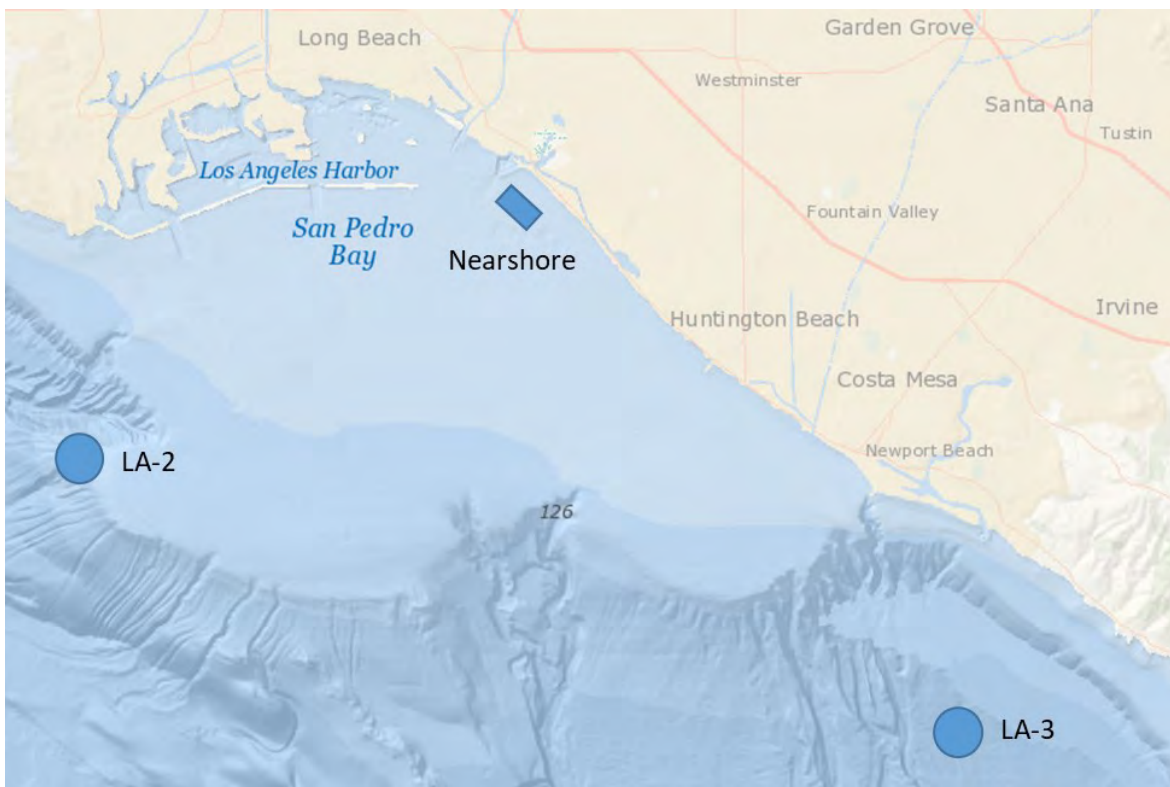 Garden Grove
Long Beach
Westminster
Santa Ana
Tustin
Los Angeles Harbor
Fountain Valley
San Pedro
Bay
Nearshore
Irvine
Huntington Beach
Costa Mesa
Newport Beach
LA-2
126
LA-3